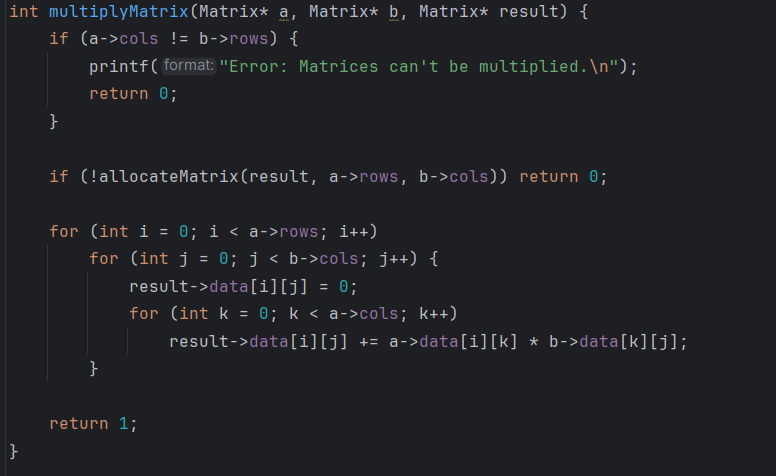 int multiplyMatrix(Matrix* a, Matrix* b, Matrix* result) {
    if (a->cols != b->rows) {
        printf( format: "Error: Matrices can't be multiplied.\n");
        return 0;
    }

    if (!allocateMatrix(result, a->rows, b->cols)) return 0;

    for (int i = 0; i < a->rows; i++)
        for (int j = 0; j < b->cols; j++) {
            result->data[i][j] = 0;
            for (int k = 0; k < a->cols; k++)
                result->data[i][j] += a->data[i][k] * b->data[k][j];
        }

    return 1;
}